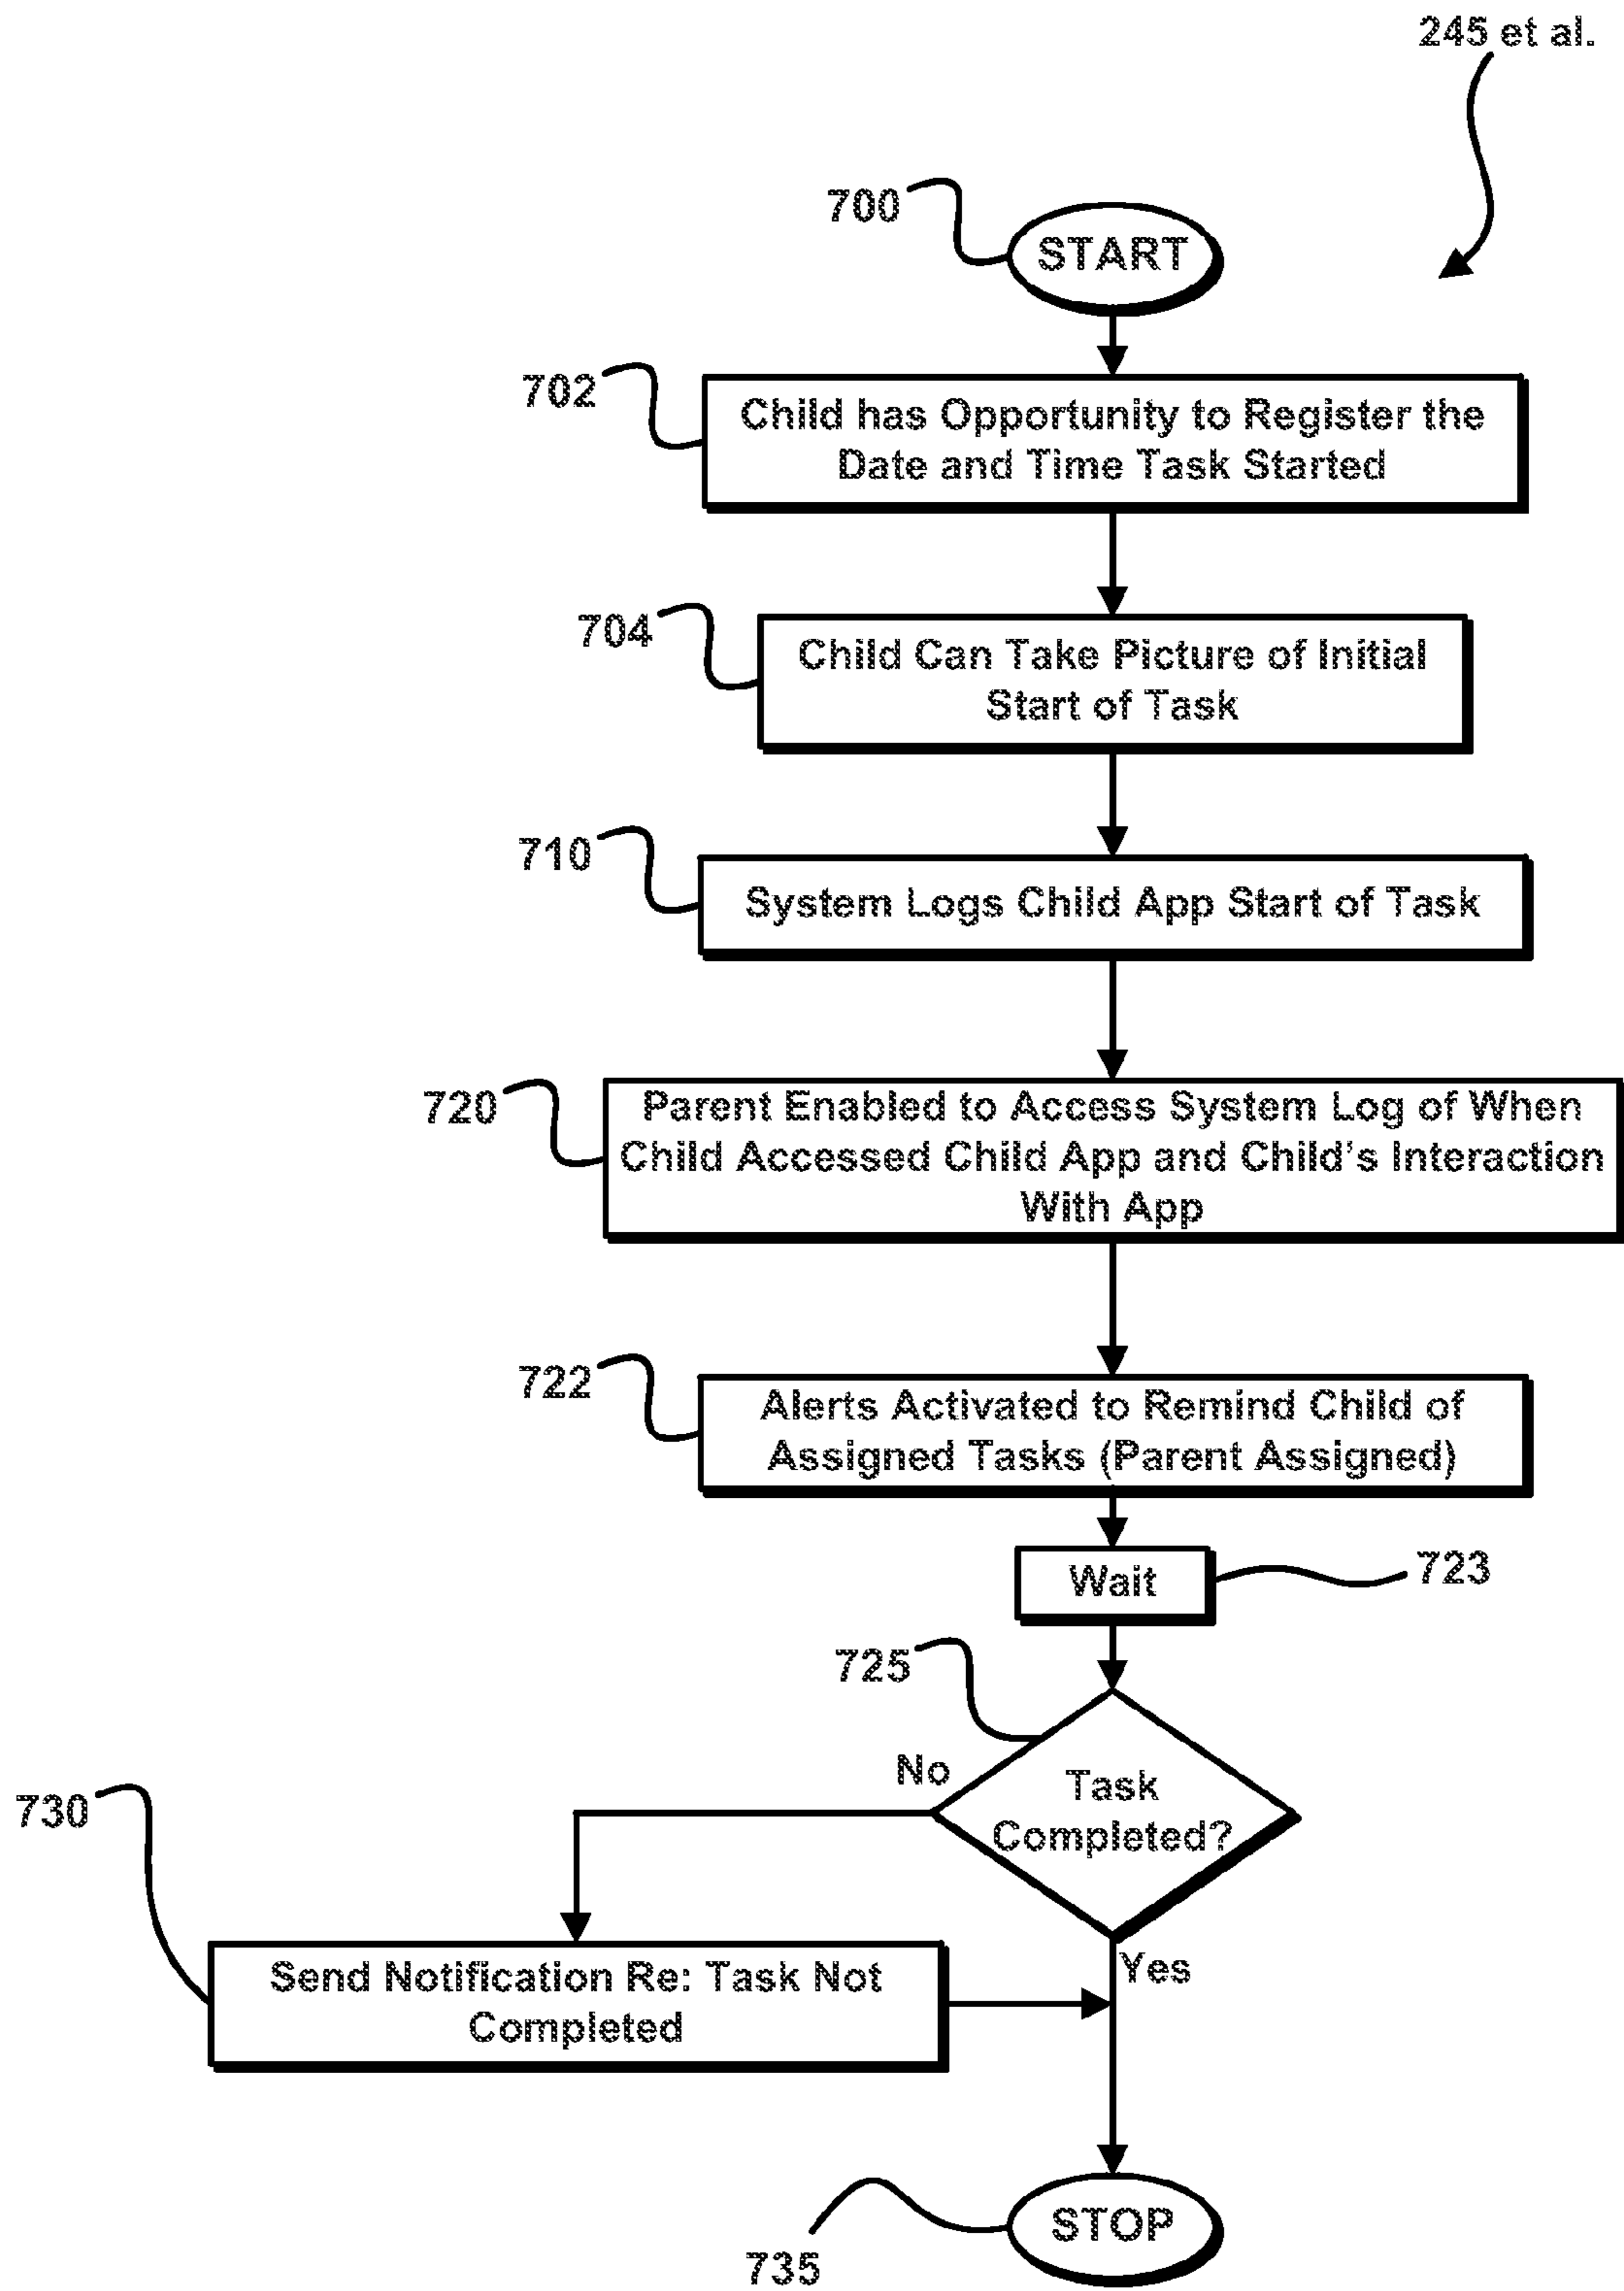 245 et al.
700
START
702
Child has Opportunity to Register the
Date and Time Task Started
704
Child Can Take Picture of Initial
Start of Task
710
System Logs Child App Start of Task
720
Parent Enabled to Access System Log of When
Child Accessed Child App and Child's Interaction
With App
722
Alerts Activated to Remind Child of
Assigned Tasks (Parent Assigned)
Wait
723
725
No
Task
Completed?
730
Yes
Send Notification Re: Task Not
Completed
STOP
735